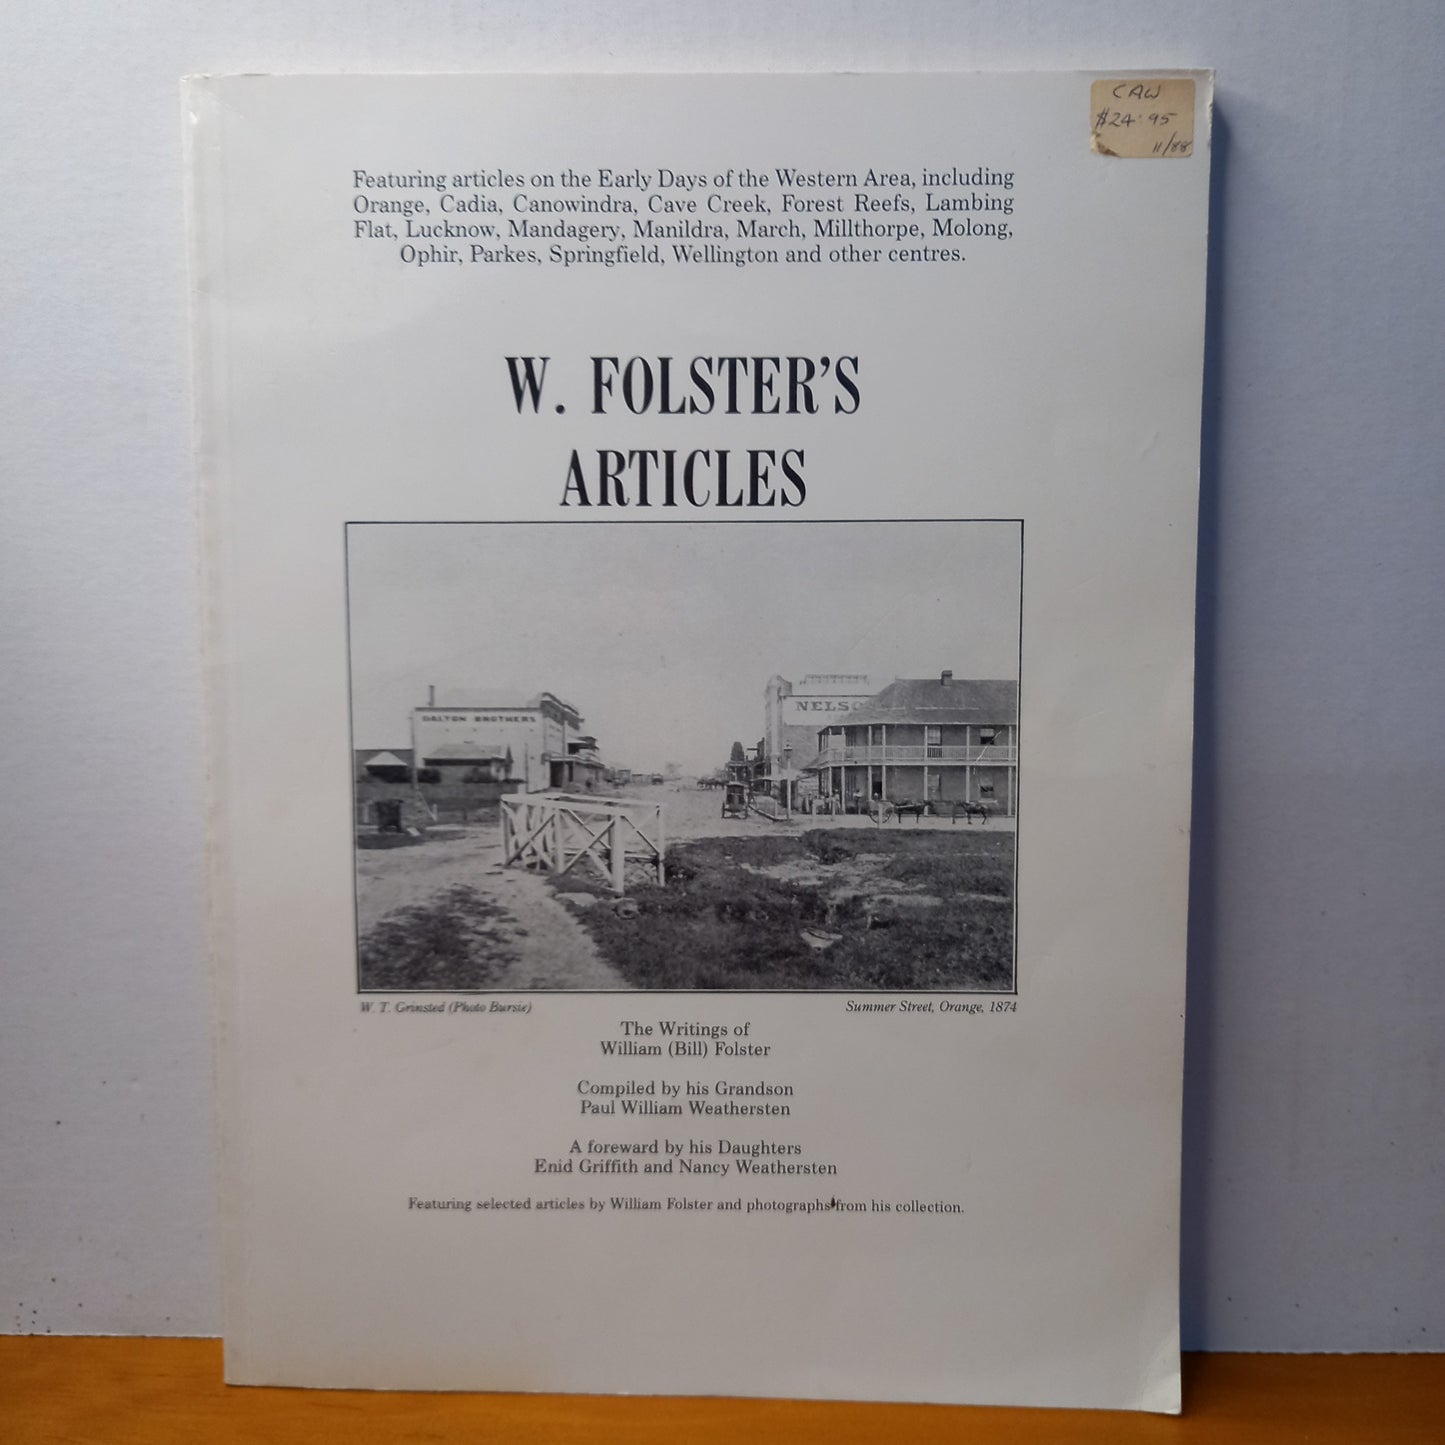 CAW
$24.95
11/88
Featuring articles on the Early Days of the Western Area, including
Orange, Cadia, Canowindra, Cave Creek, Forest Reefs, Lambing
Flat, Lucknow, Mandagery, Manildra, March, Millthorpe, Molong,
Ophir, Parkes, Springfield, Wellington and other centres.
W. FOLSTER'S
ARTICLES
DALTON BROTHERS
NELSO
W. T. Grinsted (Photo Bursie)
Summer Street, Orange, 1874
The Writings of
William (Bill) Folster
Compiled by his Grandson
Paul William Weathersten
A foreward by his Daughters
Enid Griffith and Nancy Weathersten
Featuring selected articles by William Folster and photographs from his collection.